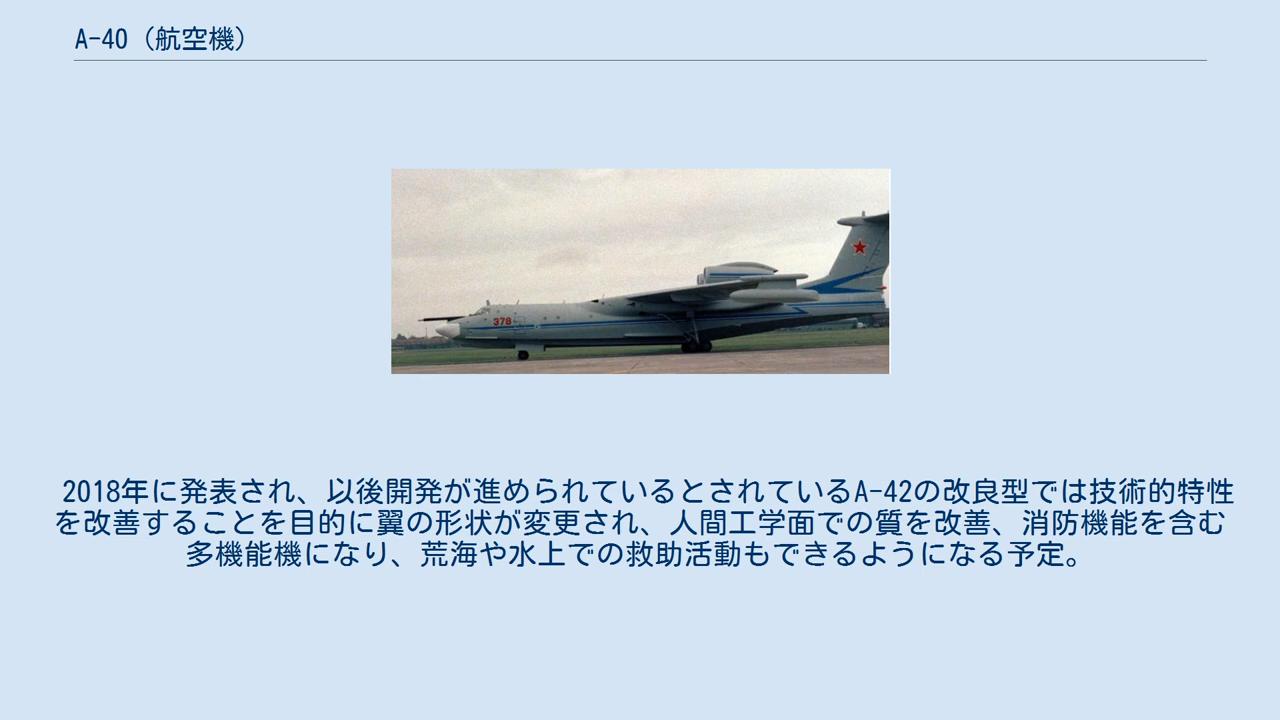 A-40（航空機）
378
2018年に発表され、以後開発が進められているとされているA-42の改良型では技術的特性
を改善することを目的に翼の形状が変更され、人間工学面での質を改善、消防機能を含む
多機能機になり、荒海や水上での救助活動もできるようになる予定。